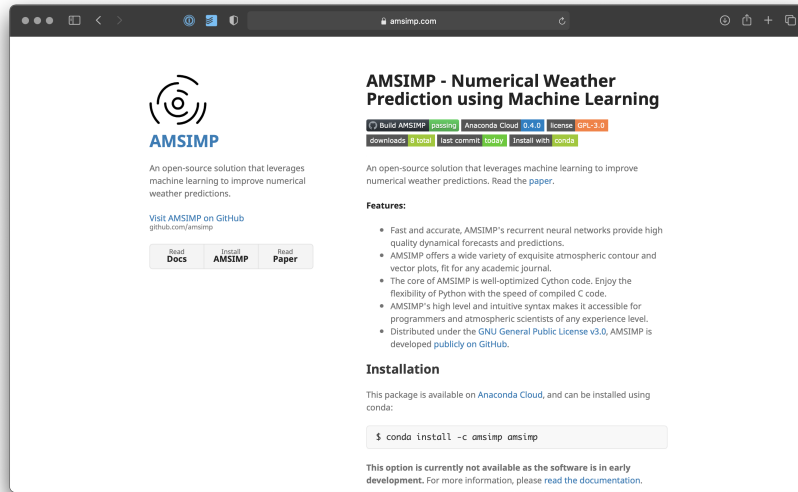 amsimp.com
AMSIMP
An open-source solution that leverages
machine learning to improve numerical
weather predictions.
Visit AMSIMP on GitHub
github.com/amsimp
Read Docs
Install AMSIMP
Read Paper
AMSIMP - Numerical Weather
Prediction using Machine Learning
Build AMSIMP passing Anaconda Cloud 0.4.0 license GPL-3.0
downloads 9 total last commit today Install with conda
An open-source solution that leverages machine learning to improve
numerical weather predictions. Read the paper.
Features:
• Fast and accurate, AMSIMP's recurrent neural networks provide high
quality dynamical forecasts and predictions.
• AMSIMP offers a wide variety of exquisite atmospheric contour and
vector plots, fit for any academic journal.
• The core of AMSIMP is well-optimized Cython code. Enjoy the
flexibility of Python with the speed of compiled C code.
• AMSIMP's high level and intuitive syntax makes it accessible for
programmers and atmospheric scientists of any experience level.
• Distributed under the GNU General Public License v3.0, AMSIMP is
developed publicly on GitHub.
Installation
This package is available on Anaconda Cloud, and can be installed using
conda:
$ conda install -c amsimp amsimp
This option is currently not available as the software is in early
development. For more information, please read the documentation.